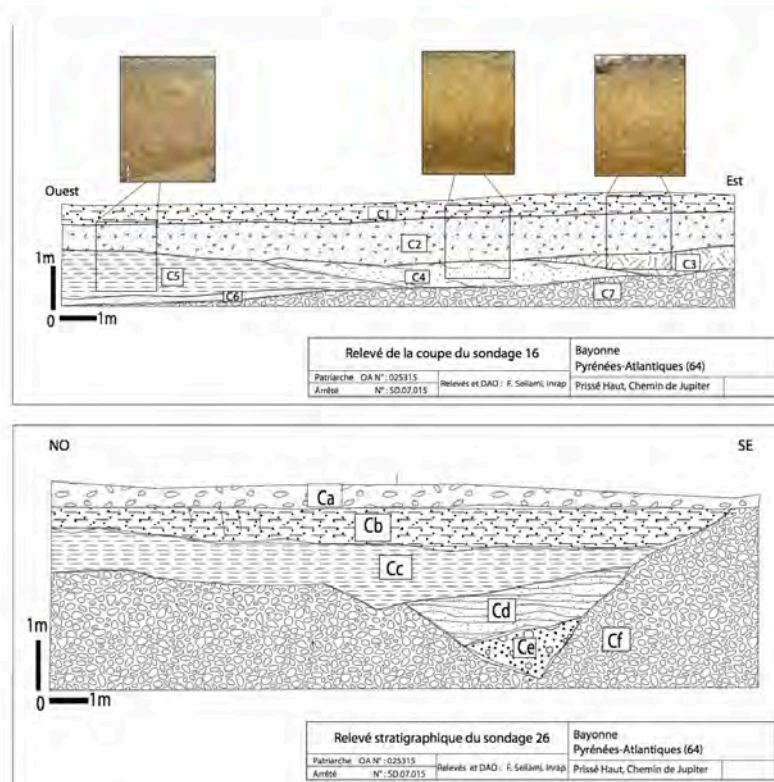 Ouest
Est
C1
C2
C3
C5
C4
C6
C7
1m
0 1m
Relevé de la coupe du sondage 16
Bayonne
Pyrénées-Atlantiques (64)
Patriarche OA N° : 025315
Relevés et DAO : F. Sellami, Inrap
Prissé Haut, Chemin de Jupiter
Arrêté N° : SD.07.015
NO
SE
Ca
Cb
Cc
Cd
Ce
Cf
1m
0 1m
Relevé stratigraphique du sondage 26
Bayonne
Pyrénées-Atlantiques (64)
Patriarche OA N° : 025315
Relevés et DAO : F. Sellami, Inrap
Prissé Haut, Chemin de Jupiter
Arrêté N° : SD.07.015